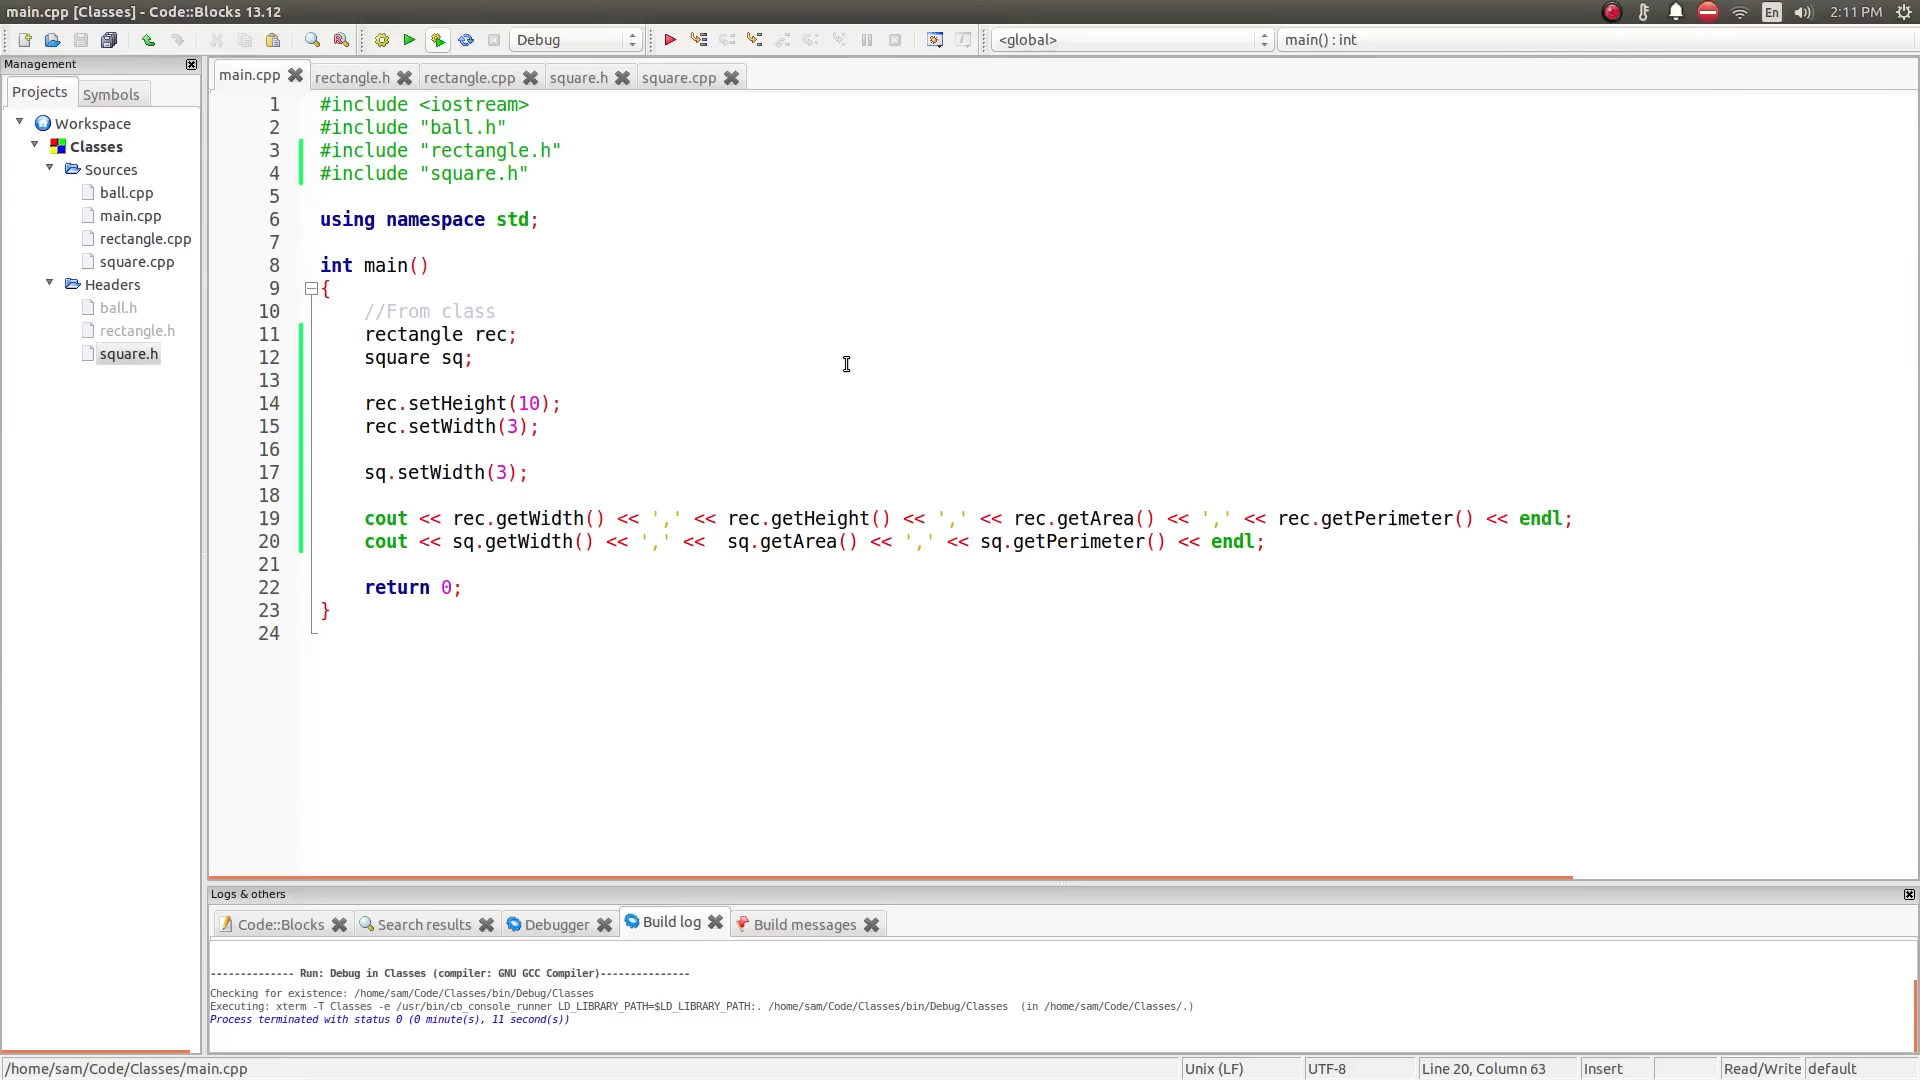 main.cpp [Classes] - Code::Blocks 13.12
En
2:11 PM
Debug
<global>
main() : int
Management
Projects
Symbols
Workspace
Classes
Sources
ball.cpp
main.cpp
rectangle.cpp
square.cpp
Headers
ball.h
rectangle.h
square.h
main.cpp
rectangle.h
rectangle.cpp
square.h
square.cpp
1 #include <iostream>
2 #include "ball.h"
3 #include "rectangle.h"
4 #include "square.h"
5
6 using namespace std;
7
8 int main()
9 {
10 //From class
11 rectangle rec;
12 square sq;
13
14 rec.setHeight(10);
15 rec.setWidth(3);
16
17 sq.setWidth(3);
18
19 cout << rec.getWidth() << ',' << rec.getHeight() << ',' << rec.getArea() << ',' << rec.getPerimeter() << endl;
20 cout << sq.getWidth() << ',' <<  sq.getArea() << ',' << sq.getPerimeter() << endl;
21
22 return 0;
23 }
24
Logs & others
Code::Blocks
Search results
Debugger
Build log
Build messages
-------------- Run: Debug in Classes (compiler: GNU GCC Compiler)---------------
Checking for existence: /home/sam/Code/Classes/bin/Debug/Classes
Executing: xterm -T Classes -e /usr/bin/cb_console_runner LD_LIBRARY_PATH=$LD_LIBRARY_PATH:. /home/sam/Code/Classes/bin/Debug/Classes  (in /home/sam/Code/Classes/.)
Process terminated with status 0 (0 minute(s), 11 second(s))
/home/sam/Code/Classes/main.cpp
Unix (LF)
UTF-8
Line 20, Column 63
Insert
Read/Write
default